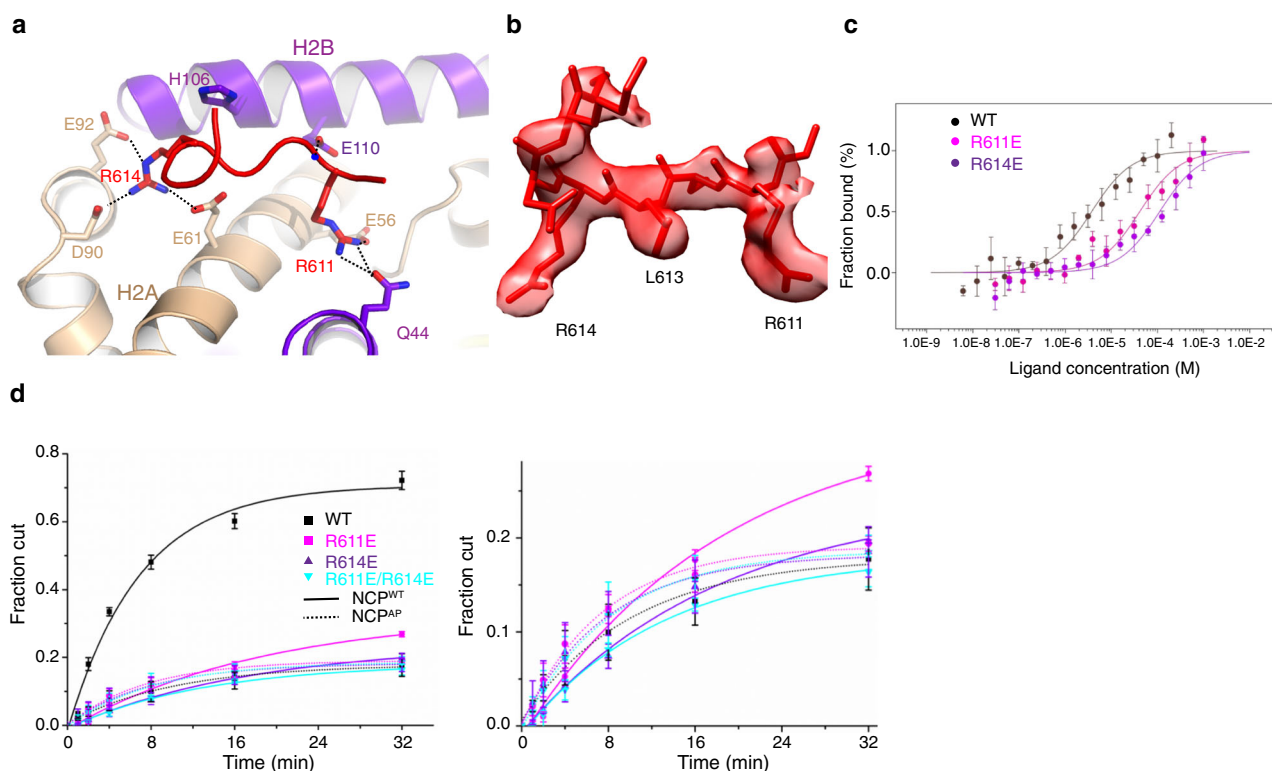 a
H2B
H106
E92
E110
R614
E56
D90
E61
R611
H2A
Q44
b
L613
R614
R611
c
WT
R611E
R614E
Fraction bound (%)
1.0
0.5
0.0
1.0E-9 1.0E-8 1.0E-7 1.0E-6 1.0E-5 1.0E-4 1.0E-3 1.0E-2
Ligand concentration (M)
d
Fraction cut
0.8
0.6
0.4
0.2
0.0
WT
R611E
R614E
R611E/R614E
NCPᵂᵀ
NCPᴬᴾ
0 8 16 24 32
Time (min)
Fraction cut
0.2
0.1
0.0
0 8 16 24 32
Time (min)